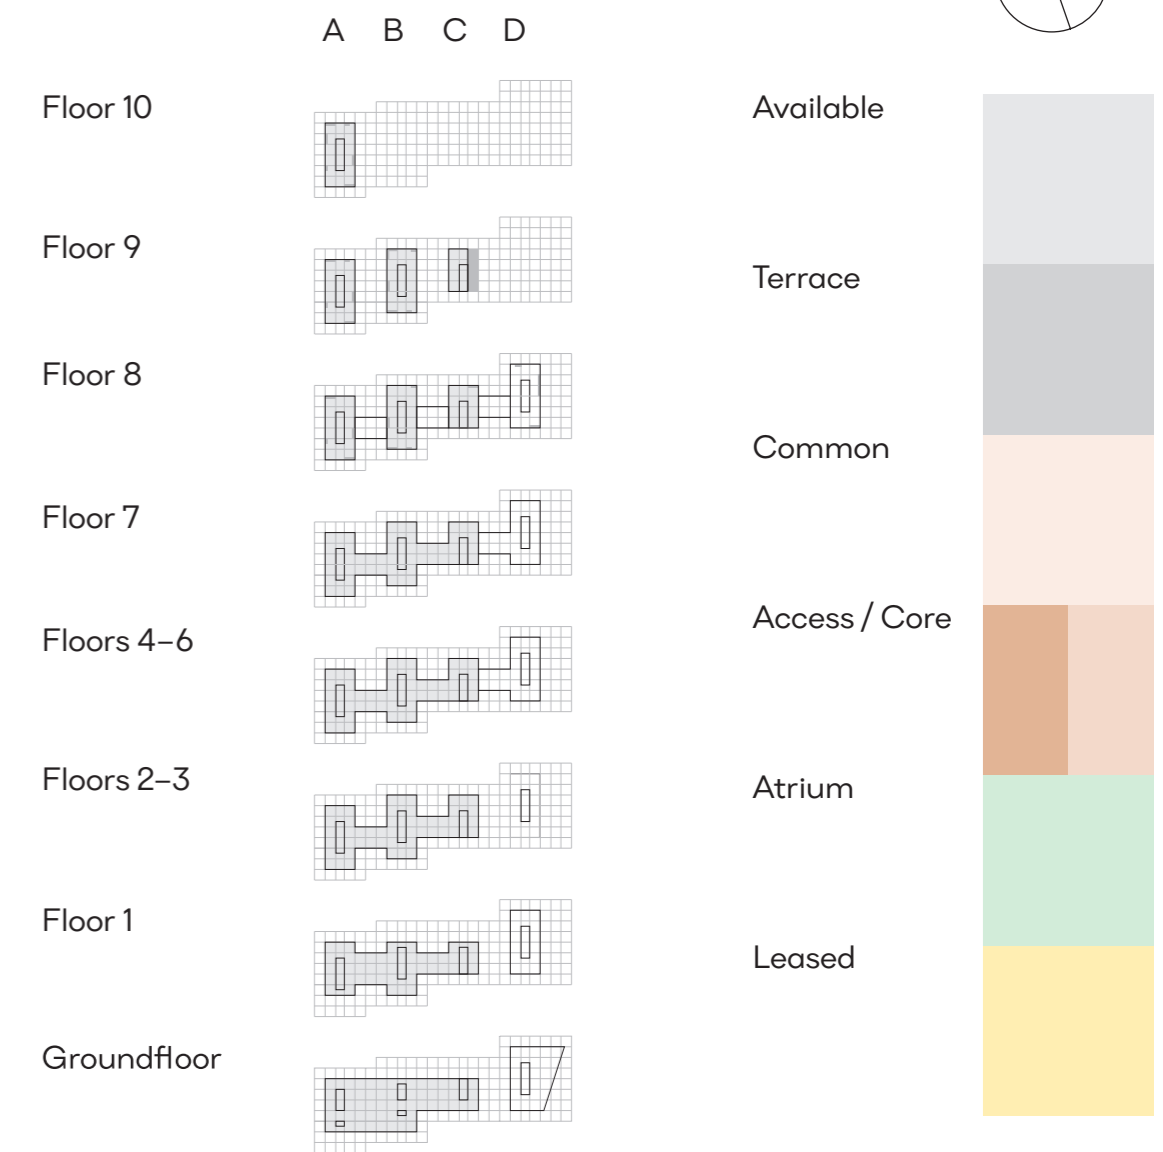 A B C D
Floor 10
Available
Floor 9
Terrace
Floor 8
Common
Floor 7
Access / Core
Floors 4–6
Floors 2–3
Atrium
Floor 1
Leased
Groundfloor